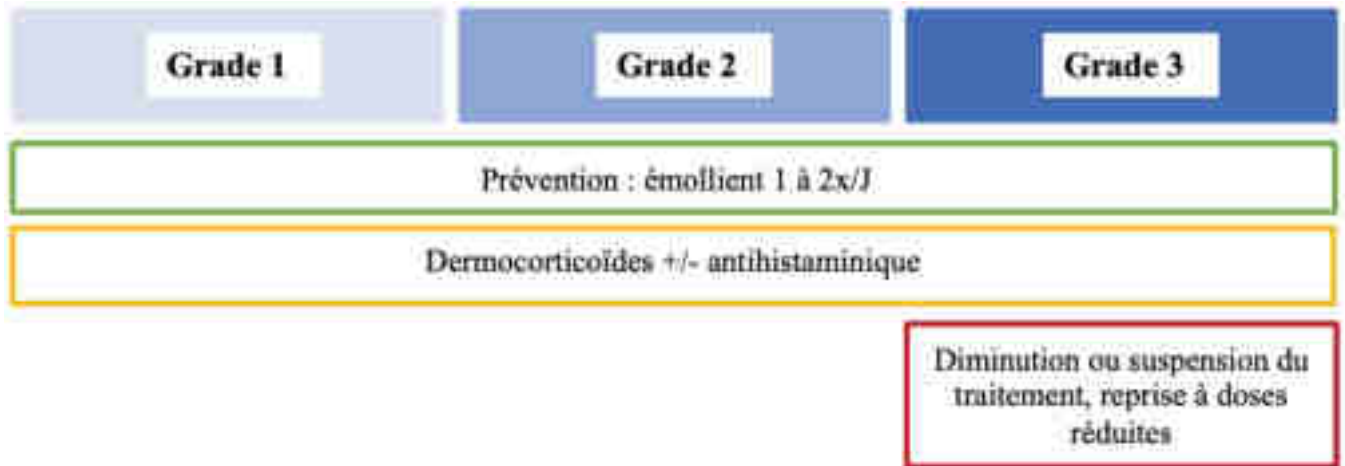 Grade 1
Grade 2
Grade 3
Prévention : émollient 1 à 2x/J
Dermocorticoïdes +/- antihistaminique
Diminution ou suspension du
traitement, reprise à doses
réduites